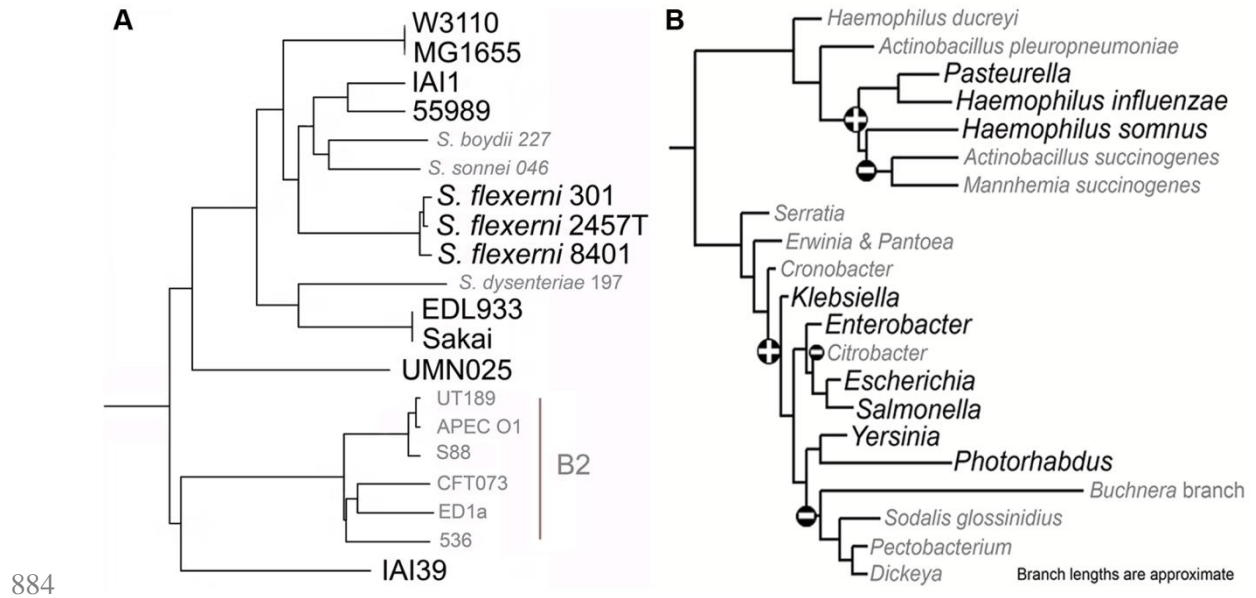 A
W3110
MG1655
IAI1
55989
S. boydii 227
S. sonnei 046
S. flexerni 301
S. flexerni 2457T
S. flexerni 8401
S. dysenteriae 197
EDL933
Sakai
UMN025
UT189
APEC O1
S88
CFT073
ED1a
536
B2
IAI39
B
Haemophilus ducreyi
Actinobacillus pleuropneumoniae
Pasteurella
Haemophilus influenzae
Haemophilus somnus
Actinobacillus succinogenes
Mannhemia succinogenes
Serratia
Erwinia & Pantoea
Cronobacter
Klebsiella
Enterobacter
Citrobacter
Escherichia
Salmonella
Yersinia
Photorhabdus
Buchnera branch
Sodalis glossinidius
Pectobacterium
Dickeya
Branch lengths are approximate
884